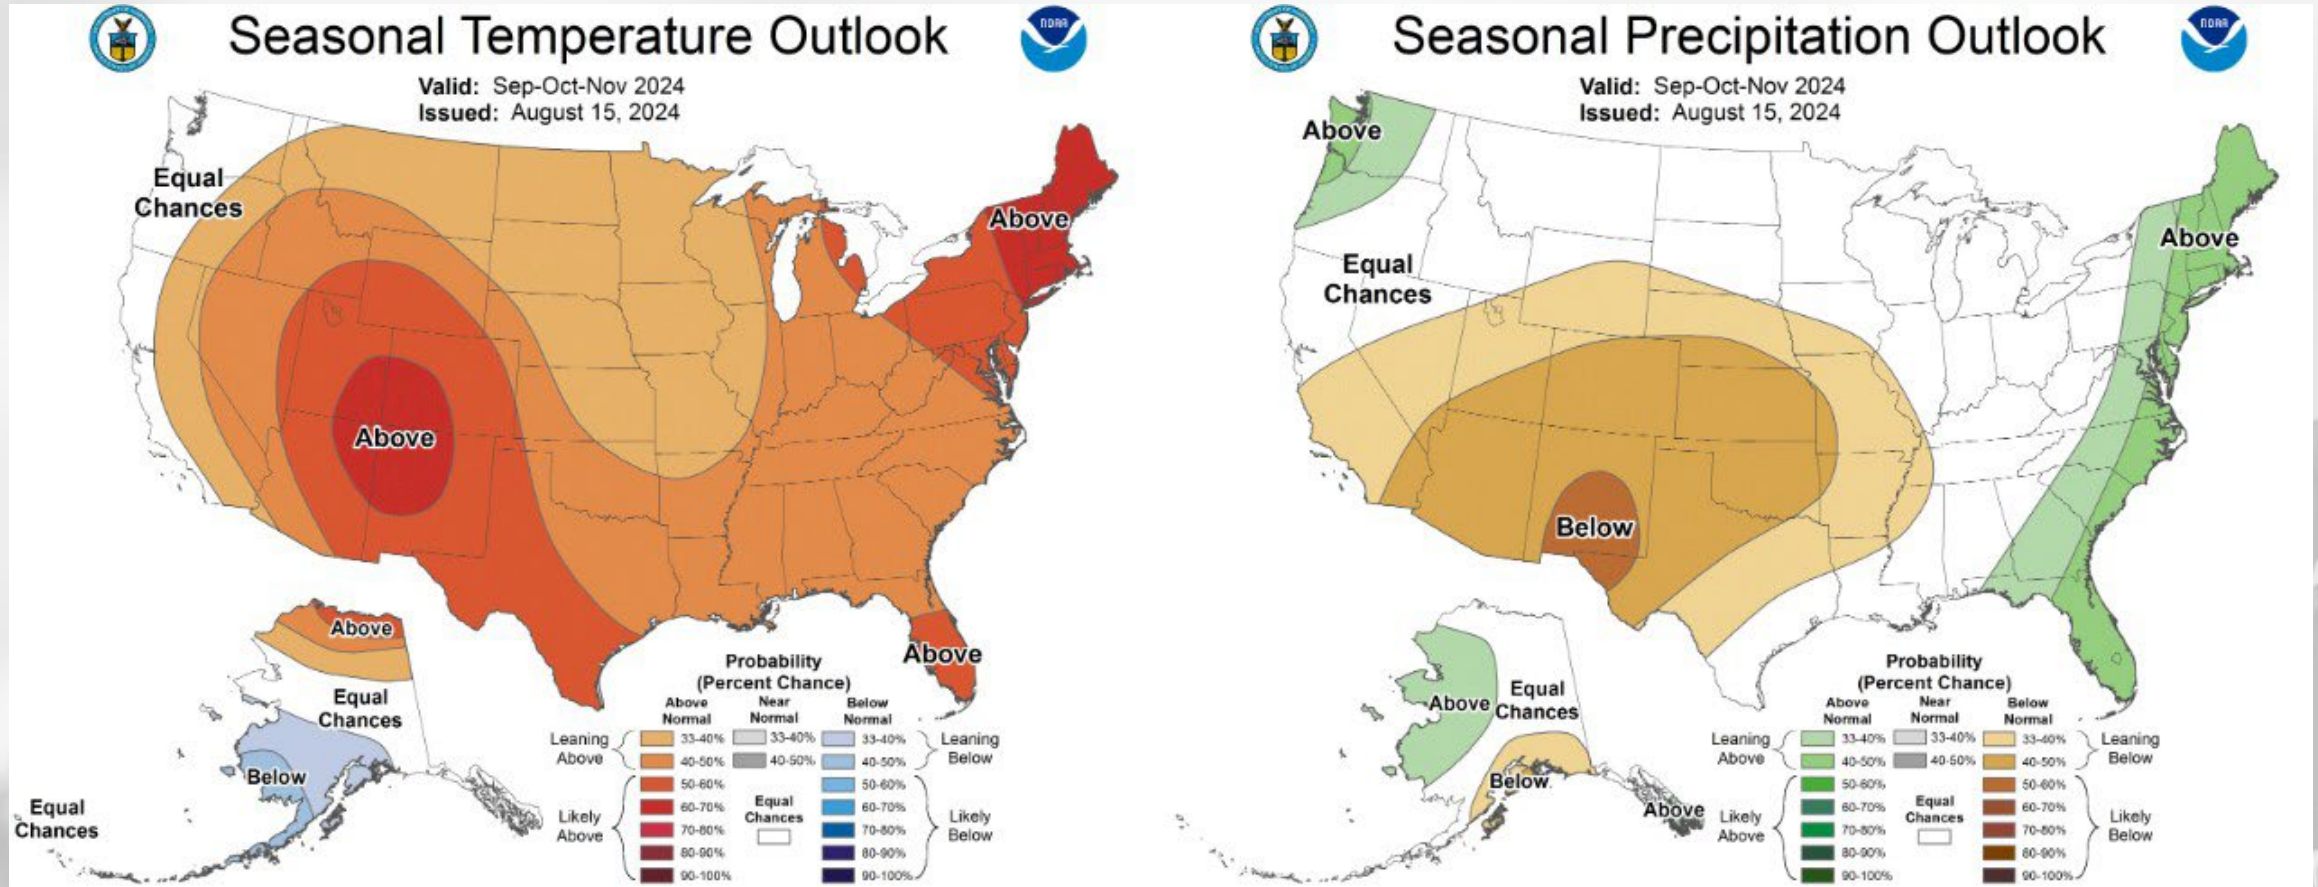 Seasonal Temperature Outlook
NOAA
Valid: Sep-Oct-Nov 2024
Issued: August 15, 2024
Equal
Chances
Above
Above
Above
Above
Equal
Chances
Below
Equal
Chances
Probability
(Percent Chance)
Above
Normal
Near
Normal
Below
Normal
Leaning
Above
33-40%
33-40%
33-40%
Leaning
Below
40-50%
40-50%
40-50%
Likely
Above
50-60%
50-60%
60-70%
Equal
Chances
60-70%
70-80%
70-80%
80-90%
80-90%
90-100%
90-100%
Likely
Below
Seasonal Precipitation Outlook
NOAA
Valid: Sep-Oct-Nov 2024
Issued: August 15, 2024
Above
Above
Equal
Chances
Below
Above
Equal
Chances
Below
Above
Probability
(Percent Chance)
Above
Normal
Near
Normal
Below
Normal
Leaning
Above
33-40%
33-40%
33-40%
Leaning
Below
40-50%
40-50%
40-50%
Likely
Above
50-60%
50-60%
60-70%
Equal
Chances
60-70%
70-80%
70-80%
80-90%
80-90%
90-100%
90-100%
Likely
Below